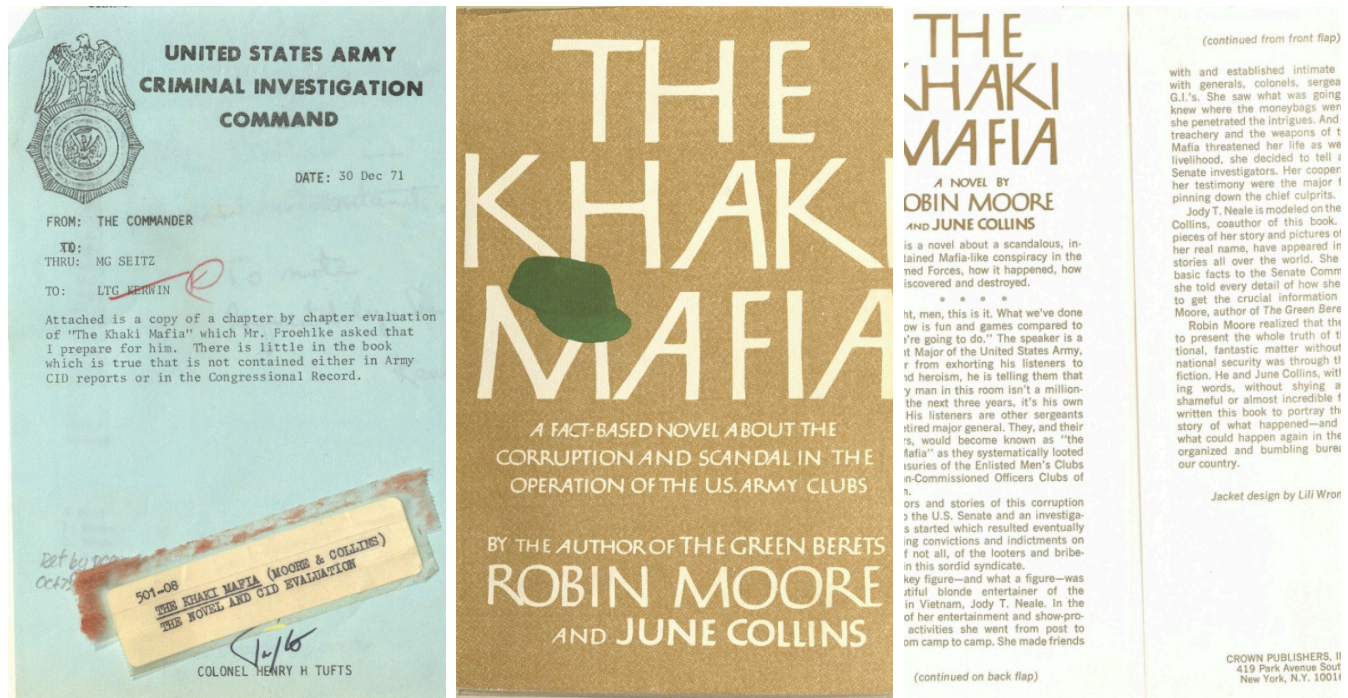 UNITED STATES ARMY
CRIMINAL INVESTIGATION
COMMAND
DATE: 30 Dec 71
FROM: THE COMMANDER
TO:
THRU: MG SEITZ
TO: LTG KERWIN
Attached is a copy of a chapter by chapter evaluation
of "The Khaki Mafia" which Mr. Froehlke asked that
I prepare for him. There is little in the book
which is true that is not contained either in Army
CID reports or in the Congressional Record.
501-08
THE KHAKI MAFIA (MOORE & COLLINS)
THE NOVEL AND CID EVALUATION
COLONEL HENRY H TUFTS
THE
KHAKI
MAFIA
A FACT-BASED NOVEL ABOUT THE
CORRUPTION AND SCANDAL IN THE
OPERATION OF THE U.S. ARMY CLUBS
BY THE AUTHOR OF THE GREEN BERETS
ROBIN MOORE
AND JUNE COLLINS
THE
KHAKI
MAFIA
A NOVEL BY
OBIN MOORE
AND JUNE COLLINS
is a novel about a scandalous, in-
tained Mafia-like conspiracy in the
med Forces, how it happened, how
iscovered and destroyed.
* * * *
ht, men, this is it. What we've done
ow is fun and games compared to
're going to do." The speaker is a
t Major of the United States Army,
r from exhorting his listeners to
nd heroism, he is telling them that
y man in this room isn't a million-
the next three years, it's his own
His listeners are other sergeants
tired major general. They, and their
rs, would become known as "the
Mafia" as they systematically looted
asuries of the Enlisted Men's Clubs
n-Commissioned Officers Clubs of
n.
ors and stories of this corruption
o the U.S. Senate and an investiga-
s started which resulted eventually
ing convictions and indictments on
f not all, of the looters and bribe-
in this sordid syndicate.
key figure—and what a figure—was
utiful blonde entertainer of the
in Vietnam, Jody T. Neale. In the
of her entertainment and show-pro-
activities she went from post to
om camp to camp. She made friends
(continued on back flap)
(continued from front flap)
with and established intimate
with generals, colonels, sergea
G.I.'s. She saw what was going
knew where the moneybags wer
she penetrated the intrigues. And
treachery and the weapons of t
Mafia threatened her life as we
livelihood, she decided to tell a
Senate investigators. Her cooper
her testimony were the major f
pinning down the chief culprits.
Jody T. Neale is modeled on the
Collins, coauthor of this book.
pieces of her story and pictures of
her real name, have appeared in
stories all over the world. She
basic facts to the Senate Comm
she told every detail of how she
to get the crucial information
Moore, author of The Green Bere
Robin Moore realized that the
to present the whole truth of th
tional, fantastic matter without
national security was through th
fiction. He and June Collins, with
ing words, without shying a
shameful or almost incredible f
written this book to portray the
story of what happened—and
what could happen again in the
organized and bumbling burea
our country.
Jacket design by Lili Wron
CROWN PUBLISHERS, I
419 Park Avenue Sout
New York, N.Y. 10016